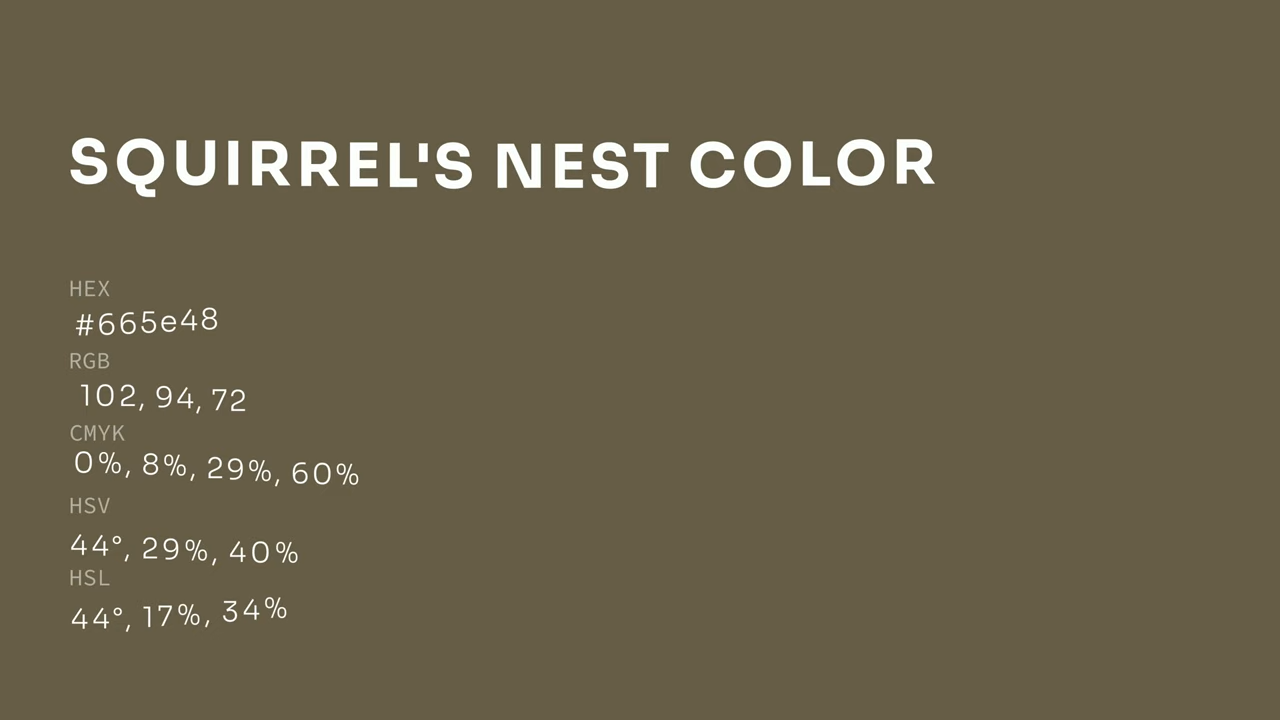 SQUIRREL'S NEST COLOR
HEX
#665e48
RGB
102, 94, 72
CMYK
0%, 8%, 29%, 60%
HSV
44°, 29%, 40%
HSL
44°, 17%, 34%